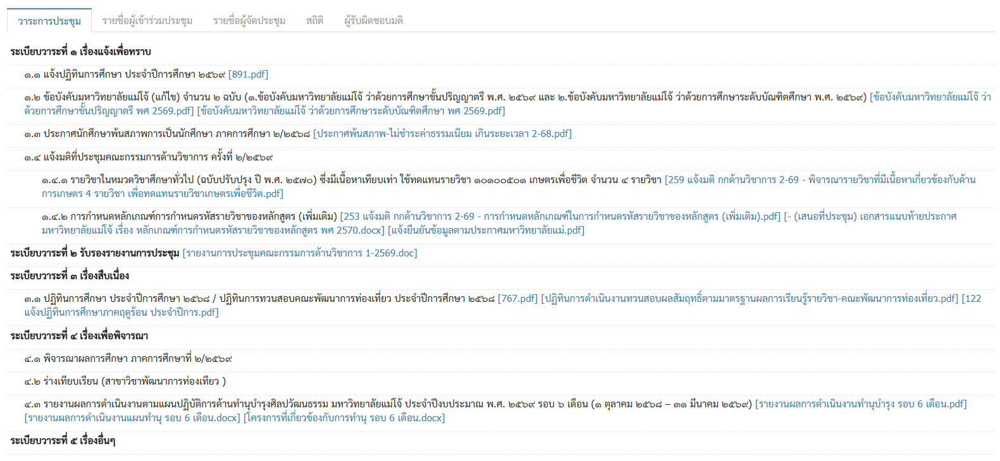 วาระการประชุม รายชื่อผู้เข้าร่วมประชุม รายชื่อผู้จัดประชุม สถิติ ผู้รับผิดชอบมติ
ระเบียบวาระที่ ๑ เรื่องแจ้งเพื่อทราบ
๑.๑ แจ้งปฏิทินการศึกษา ประจำปีการศึกษา ๒๕๖๙ [891.pdf]
๑.๒ ข้อบังคับมหาวิทยาลัยแม่โจ้ (แก้ไข) จำนวน ๒ ฉบับ (๑.ข้อบังคับมหาวิทยาลัยแม่โจ้ ว่าด้วยการศึกษาขั้นปริญญาตรี พ.ศ. ๒๕๖๙ และ ๒.ข้อบังคับมหาวิทยาลัยแม่โจ้ ว่าด้วยการศึกษาระดับบัณฑิตศึกษา พ.ศ. ๒๕๖๙) [ข้อบังคับมหาวิทยาลัยแม่โจ้ ว่า
ด้วยการศึกษาขั้นปริญญาตรี พศ 2569.pdf] [ข้อบังคับมหาวิทยาลัยแม่โจ้ ว่าด้วยการศึกษาระดับบัณฑิตศึกษา พศ 2569.pdf]
๑.๓ ประกาศนักศึกษาพ้นสภาพการเป็นนักศึกษา ภาคการศึกษา ๒/๒๕๖๘ [ประกาศพ้นสภาพ-ไม่ชำระค่าธรรมเนียม เกินระยะเวลา 2-68.pdf]
๑.๔ แจ้งมติที่ประชุมคณะกรรมการด้านวิชาการ ครั้งที่ ๒/๒๕๖๙
๑.๔.๑ รายวิชาในหมวดวิชาศึกษาทั่วไป (ฉบับปรับปรุง ปี พ.ศ. ๒๕๗๐) ซึ่งมีเนื้อหาเทียบเท่า ใช้ทดแทนรายวิชา ๑๐๑๐๐๕๐๑ เกษตรเพื่อชีวิต จำนวน ๔ รายวิชา [259 แจ้งมติ กกด้านวิชาการ 2-69 - พิจารณารายวิชาที่มีเนื้อหาเกี่ยวข้องกับด้าน
การเกษตร 4 รายวิชา เพื่อทดแทนรายวิชาเกษตรเพื่อชีวิต.pdf]
๑.๔.๒ การกำหนดหลักเกณฑ์การกำหนดรหัสรายวิชาของหลักสูตร (เพิ่มเติม) [253 แจ้งมติ กกด้านวิชาการ 2-69 - การกำหนดหลักเกณฑ์ในการกำหนดรหัสรายวิชาของหลักสูตร (เพิ่มเติม).pdf] [- (เสนอที่ประชุม) เอกสารแนบท้ายประกาศ
มหาวิทยาลัยแม่โจ้ เรื่อง หลักเกณฑ์การกำหนดรหัสรายวิชาของหลักสูตร พศ 2570.docx] [แจ้งยืนยันข้อมูลตามประกาศมหาวิทยาลัยแม่.pdf]
ระเบียบวาระที่ ๒ รับรองรายงานการประชุม [รายงานการประชุมคณะกรรมการด้านวิชาการ 1-2569.doc]
ระเบียบวาระที่ ๓ เรื่องสืบเนื่อง
๓.๑ ปฏิทินการศึกษา ประจำปีการศึกษา ๒๕๖๘ / ปฏิทินการทวนสอบคณะพัฒนาการท่องเที่ยว ประจำปีการศึกษา ๒๕๖๘ [767.pdf] [ปฏิทินการดำเนินงานทวนสอบผลสัมฤทธิ์ตามมาตรฐานผลการเรียนรู้รายวิชา-คณะพัฒนาการท่องเที่ยว.pdf] [122
แจ้งปฏิทินการศึกษาภาคฤดูร้อน ประจำปีการ.pdf]
ระเบียบวาระที่ ๔ เรื่องเพื่อพิจารณา
๔.๑ พิจารณาผลการศึกษา ภาคการศึกษาที่ ๒/๒๕๖๙
๔.๒ ร่างเทียบเรียน (สาขาวิชาพัฒนาการท่องเทียว )
๔.๓ รายงานผลการดำเนินงานตามแผนปฏิบัติการด้านทำนุบำรุงศิลปวัฒนธรรม มหาวิทยาลัยแม่โจ้ ประจำปีงบประมาณ พ.ศ. ๒๕๖๙ รอบ ๖ เดือน (๑ ตุลาคม ๒๕๖๘ – ๓๑ มีนาคม ๒๕๖๙) [รายงานผลการดำเนินงานทำนุบำรุง รอบ 6 เดือน.pdf]
[รายงานผลการดำเนินงานแผนทำนุ รอบ 6 เดือน.docx] [โครงการที่เกี่ยวข้องกับการทำนุ รอบ 6 เดือน.docx]
ระเบียบวาระที่ ๕ เรื่องอื่นๆ